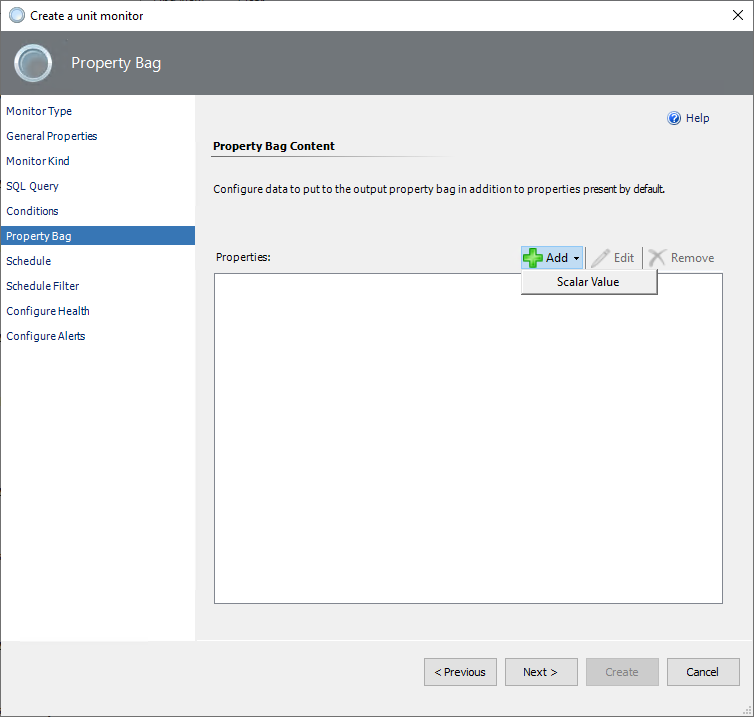 Create a unit monitor
Property Bag
Monitor Type
General Properties
Monitor Kind
SQL Query
Conditions
Property Bag
Schedule
Schedule Filter
Configure Health
Configure Alerts
Help
Property Bag Content
Configure data to put to the output property bag in addition to properties present by default.
Properties:
Add
Edit
Remove
Scalar Value
< Previous
Next >
Create
Cancel